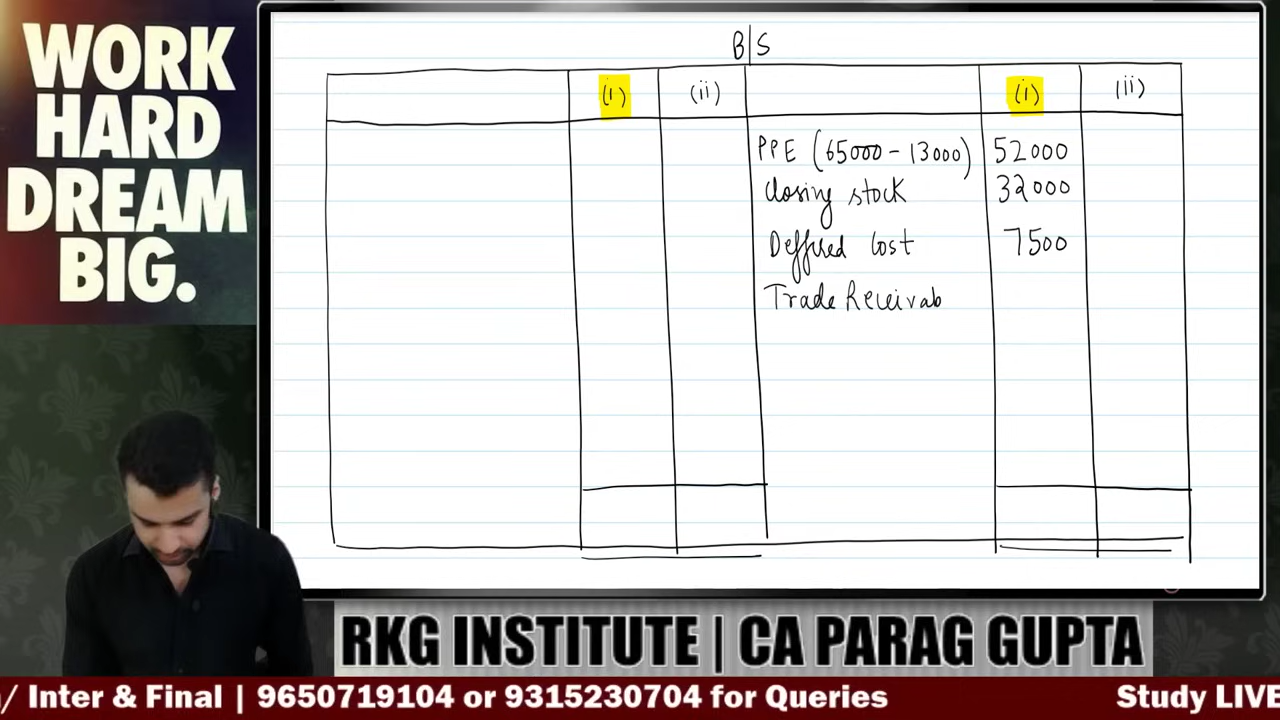 WORK
HARD
DREAM
BIG.
B/S
(i) (ii) (i) (ii)
PPE (65000 - 13000) 52000
Closing stock 32000
Deffered cost 7500
Trade Receivab
RKG INSTITUTE | CA PARAG GUPTA
/ Inter & Final | 9650719104 or 9315230704 for Queries Study LIVE